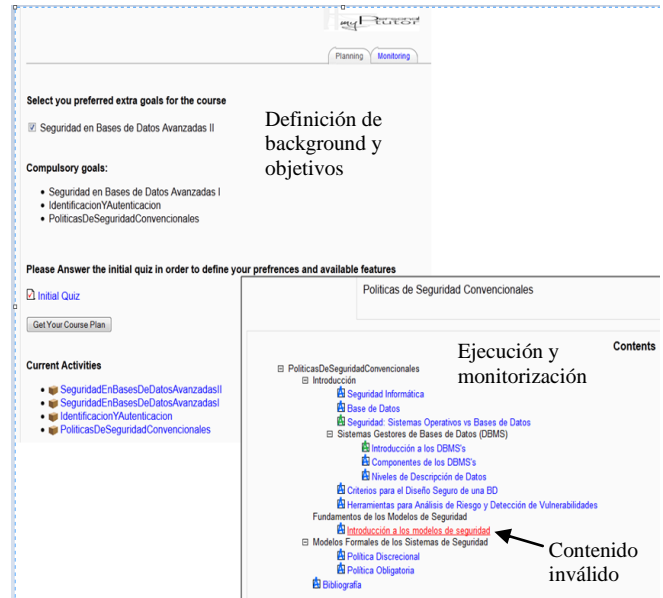 my Personal tutor
Planning
Monitoring
Select you preferred extra goals for the course
Seguridad en Bases de Datos Avanzadas II
Definición de
background y
objetivos
Compulsory goals:
Seguridad en Bases de Datos Avanzadas I
IdentificacionYAutenticacion
PoliticasDeSeguridadConvencionales
Please Answer the initial quiz in order to define your prefrences and available features
Initial Quiz
Get Your Course Plan
Current Activities
SeguridadEnBasesDeDatosAvanzadasII
SeguridadEnBasesDeDatosAvanzadasI
IdentificacionYAutenticacion
PoliticasDeSeguridadConvencionales
Politicas de Seguridad Convencionales
Contents
Ejecución y
monitorización
PoliticasDeSeguridadConvencionales
Introducción
Seguridad Informática
Base de Datos
Seguridad: Sistemas Operativos vs Bases de Datos
Sistemas Gestores de Bases de Datos (DBMS)
Introducción a los DBMS's
Componentes de los DBMS's
Niveles de Descripción de Datos
Criterios para el Diseño Seguro de una BD
Herramientas para Análisis de Riesgo y Detección de Vulnerabilidades
Fundamentos de los Modelos de Seguridad
Introducción a los modelos de seguridad
Modelos Formales de los Sistemas de Seguridad
Política Discrecional
Política Obligatoria
Bibliografía
Contenido
inválido